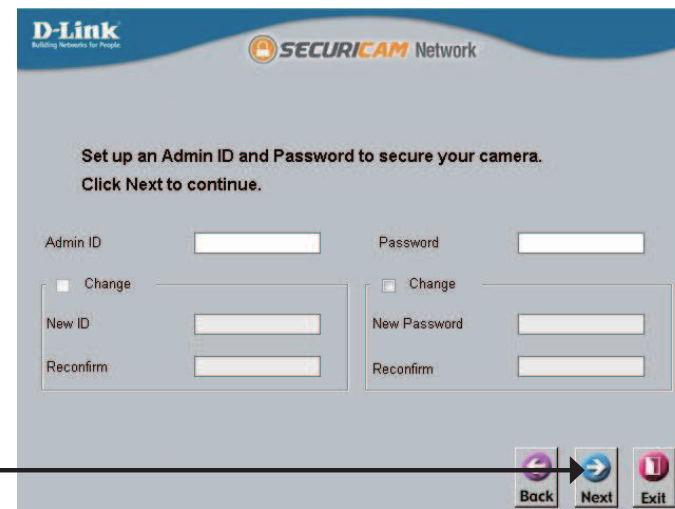 D-Link
Building Networks for People
SECURICAM Network
Set up an Admin ID and Password to secure your camera.
Click Next to continue.
Admin ID
Password
Change
Change
New ID
New Password
Reconfirm
Reconfirm
Back
Next
Exit